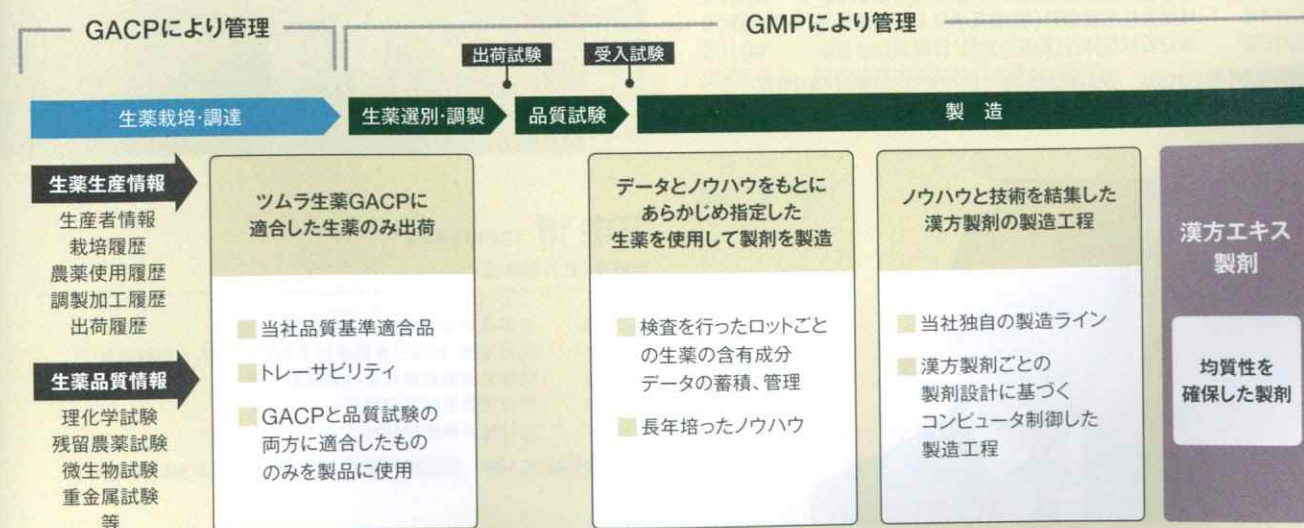 GACPにより管理
GMPにより管理
出荷試験
受入試験
生薬栽培・調達
生薬選別・調製
品質試験
製 造
生薬生産情報
生産者情報
栽培履歴
農薬使用履歴
調製加工履歴
出荷履歴
生薬品質情報
理化学試験
残留農薬試験
微生物試験
重金属試験
等
ツムラ生薬GACPに
適合した生薬のみ出荷
当社品質基準適合品
トレーサビリティ
GACPと品質試験の
両方に適合したもの
のみを製品に使用
データとノウハウをもとに
あらかじめ指定した
生薬を使用して製剤を製造
検査を行ったロットごと
の生薬の含有成分
データの蓄積、管理
長年培ったノウハウ
ノウハウと技術を結集した
漢方製剤の製造工程
当社独自の製造ライン
漢方製剤ごとの
製剤設計に基づく
コンピュータ制御した
製造工程
漢方エキス
製剤
均質性を
確保した製剤